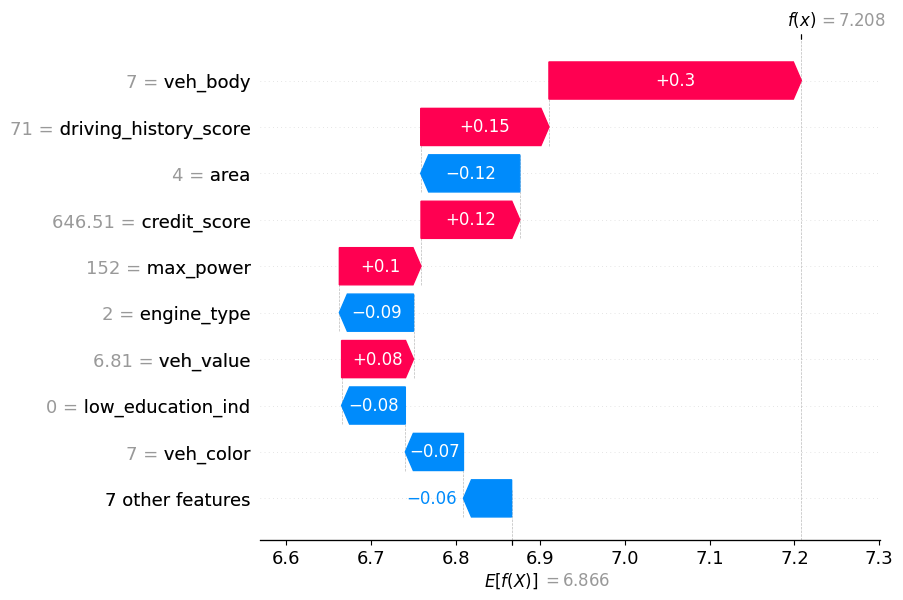 f(x) = 7.208
7 = veh_body
+0.3
71 = driving_history_score
+0.15
4 = area
−0.12
646.51 = credit_score
+0.12
152 = max_power
+0.1
2 = engine_type
−0.09
6.81 = veh_value
+0.08
0 = low_education_ind
−0.08
7 = veh_color
−0.07
7 other features
−0.06
6.6 6.7 6.8 6.9 7.0 7.1 7.2 7.3
E[f(X)] = 6.866